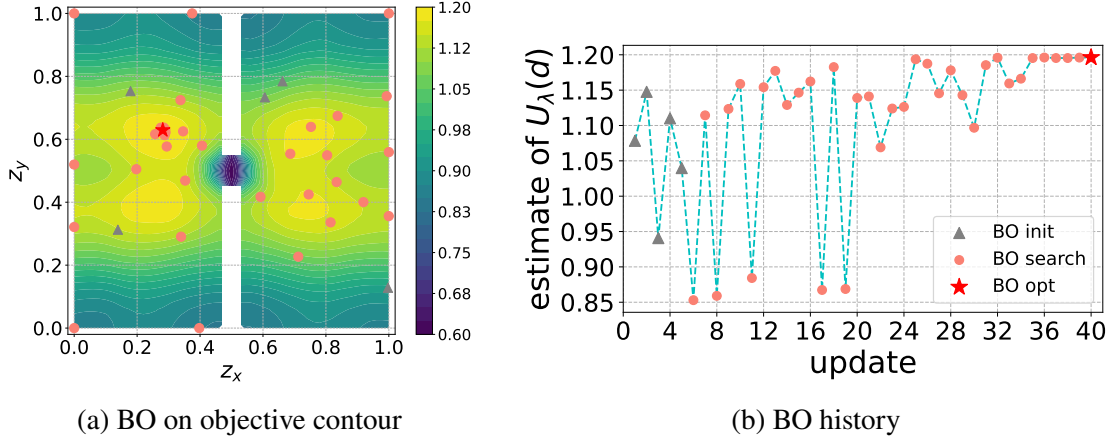 1.0
0.8
0.6
0.4
0.2
0.0
z_y
0.0 0.2 0.4 0.6 0.8 1.0
z_x
1.20
1.13
1.05
0.98
0.90
0.83
0.75
0.68
0.60
(a) BO on objective contour
estimate of U_λ(d)
1.20
1.15
1.10
1.05
1.00
0.95
0.90
0.85
BO init
BO search
BO opt
0 4 8 12 16 20 24 28 32 36 40
update
(b) BO history